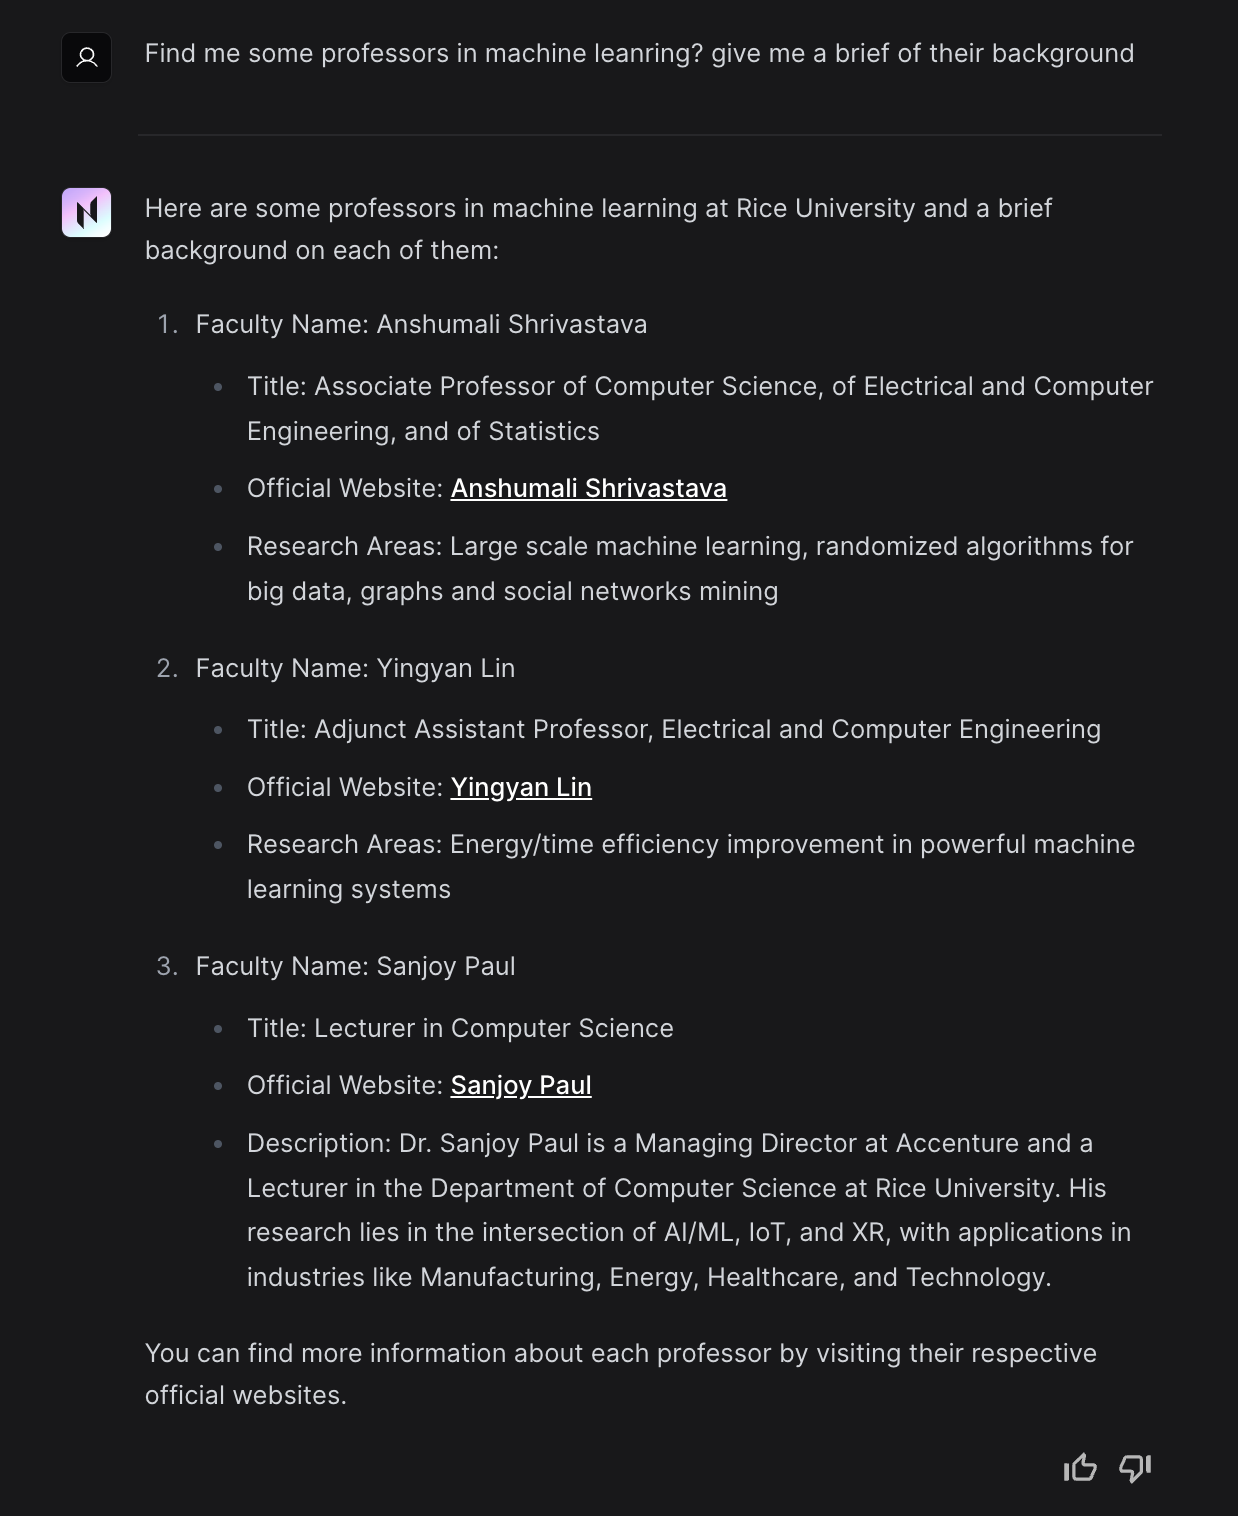 Find me some professors in machine leanring? give me a brief of their background
Here are some professors in machine learning at Rice University and a brief
background on each of them:
1. Faculty Name: Anshumali Shrivastava
• Title: Associate Professor of Computer Science, of Electrical and Computer
Engineering, and of Statistics
• Official Website: Anshumali Shrivastava
• Research Areas: Large scale machine learning, randomized algorithms for
big data, graphs and social networks mining
2. Faculty Name: Yingyan Lin
• Title: Adjunct Assistant Professor, Electrical and Computer Engineering
• Official Website: Yingyan Lin
• Research Areas: Energy/time efficiency improvement in powerful machine
learning systems
3. Faculty Name: Sanjoy Paul
• Title: Lecturer in Computer Science
• Official Website: Sanjoy Paul
• Description: Dr. Sanjoy Paul is a Managing Director at Accenture and a
Lecturer in the Department of Computer Science at Rice University. His
research lies in the intersection of AI/ML, IoT, and XR, with applications in
industries like Manufacturing, Energy, Healthcare, and Technology.
You can find more information about each professor by visiting their respective
official websites.